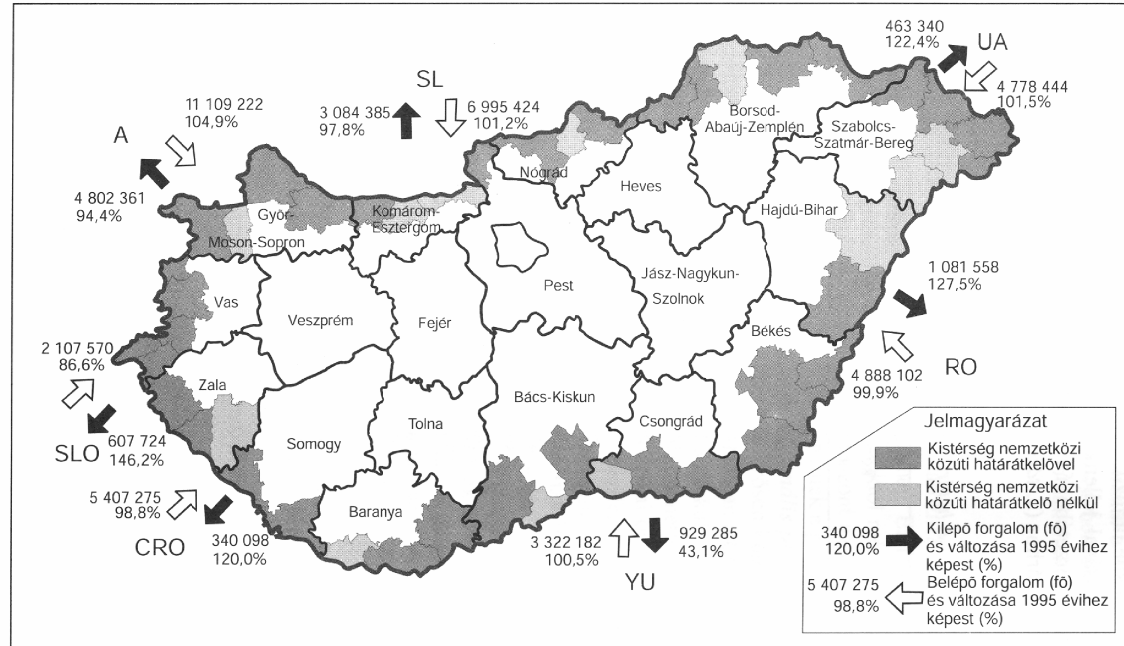 463 340
122,4%
UA
4 778 444
101,5%
SL
3 084 385
97,8%
6 995 424
101,2%
11 109 222
104,9%
A
4 802 361
94,4%
Borsod-
Abaúj-Zemplén
Szabolcs-
Szatmár-Bereg
Nógrád
Heves
Hajdú-Bihar
Győr-
Moson-Sopron
Komárom-
Esztergom
Jász-Nagykun-
Szolnok
Pest
Vas
Veszprém
Fejér
Békés
1 081 558
127,5%
RO
4 888 102
99,9%
2 107 570
86,6%
Zala
SLO
607 724
146,2%
Somogy
Tolna
Bács-Kiskun
Csongrád
5 407 275
98,8%
CRO
340 098
120,0%
Baranya
3 322 182
100,5%
YU
929 285
43,1%
Jelmagyarázat
Kistérség nemzetközi
közúti határátkelővel
Kistérség nemzetközi
közúti határátkelő nélkül
340 098
120,0%
Kilépő forgalom (fő)
és változása 1995 évihez
képest (%)
5 407 275
98,8%
Belépő forgalom (fő)
és változása 1995 évihez
képest (%)